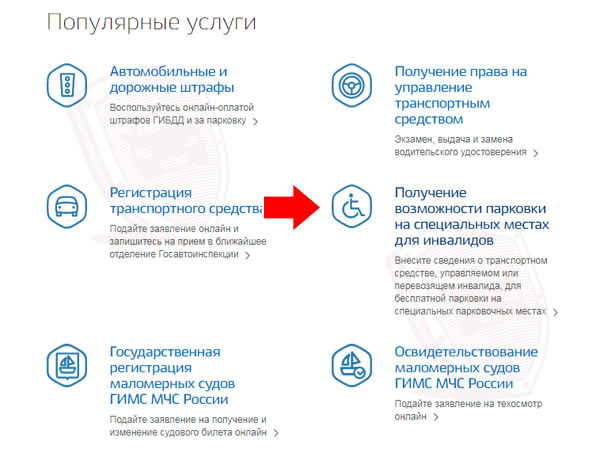 Популярные услуги
Автомобильные и
дорожные штрафы
Воспользуйтесь онлайн-оплатой
штрафов ГИБДД и за парковку
Получение права на
управление
транспортным
средством
Экзамен, выдача и замена
водительского удостоверения
Регистрация
транспортного средства
Подайте заявление онлайн и
запишитесь на прием в ближайшее
отделение Госавтоинспекции
Получение
возможности парковки
на специальных местах
для инвалидов
Внесите сведения о транспортном
средстве, управляемом или
перевозящем инвалида, для
бесплатной парковки на
специальных парковочных местах
Государственная
регистрация
маломерных судов
ГИМС МЧС России
Подайте заявление на получение и
изменение судового билета онлайн
Освидетельствование
маломерных судов
ГИМС МЧС России
Подайте заявление на техосмотр
онлайн